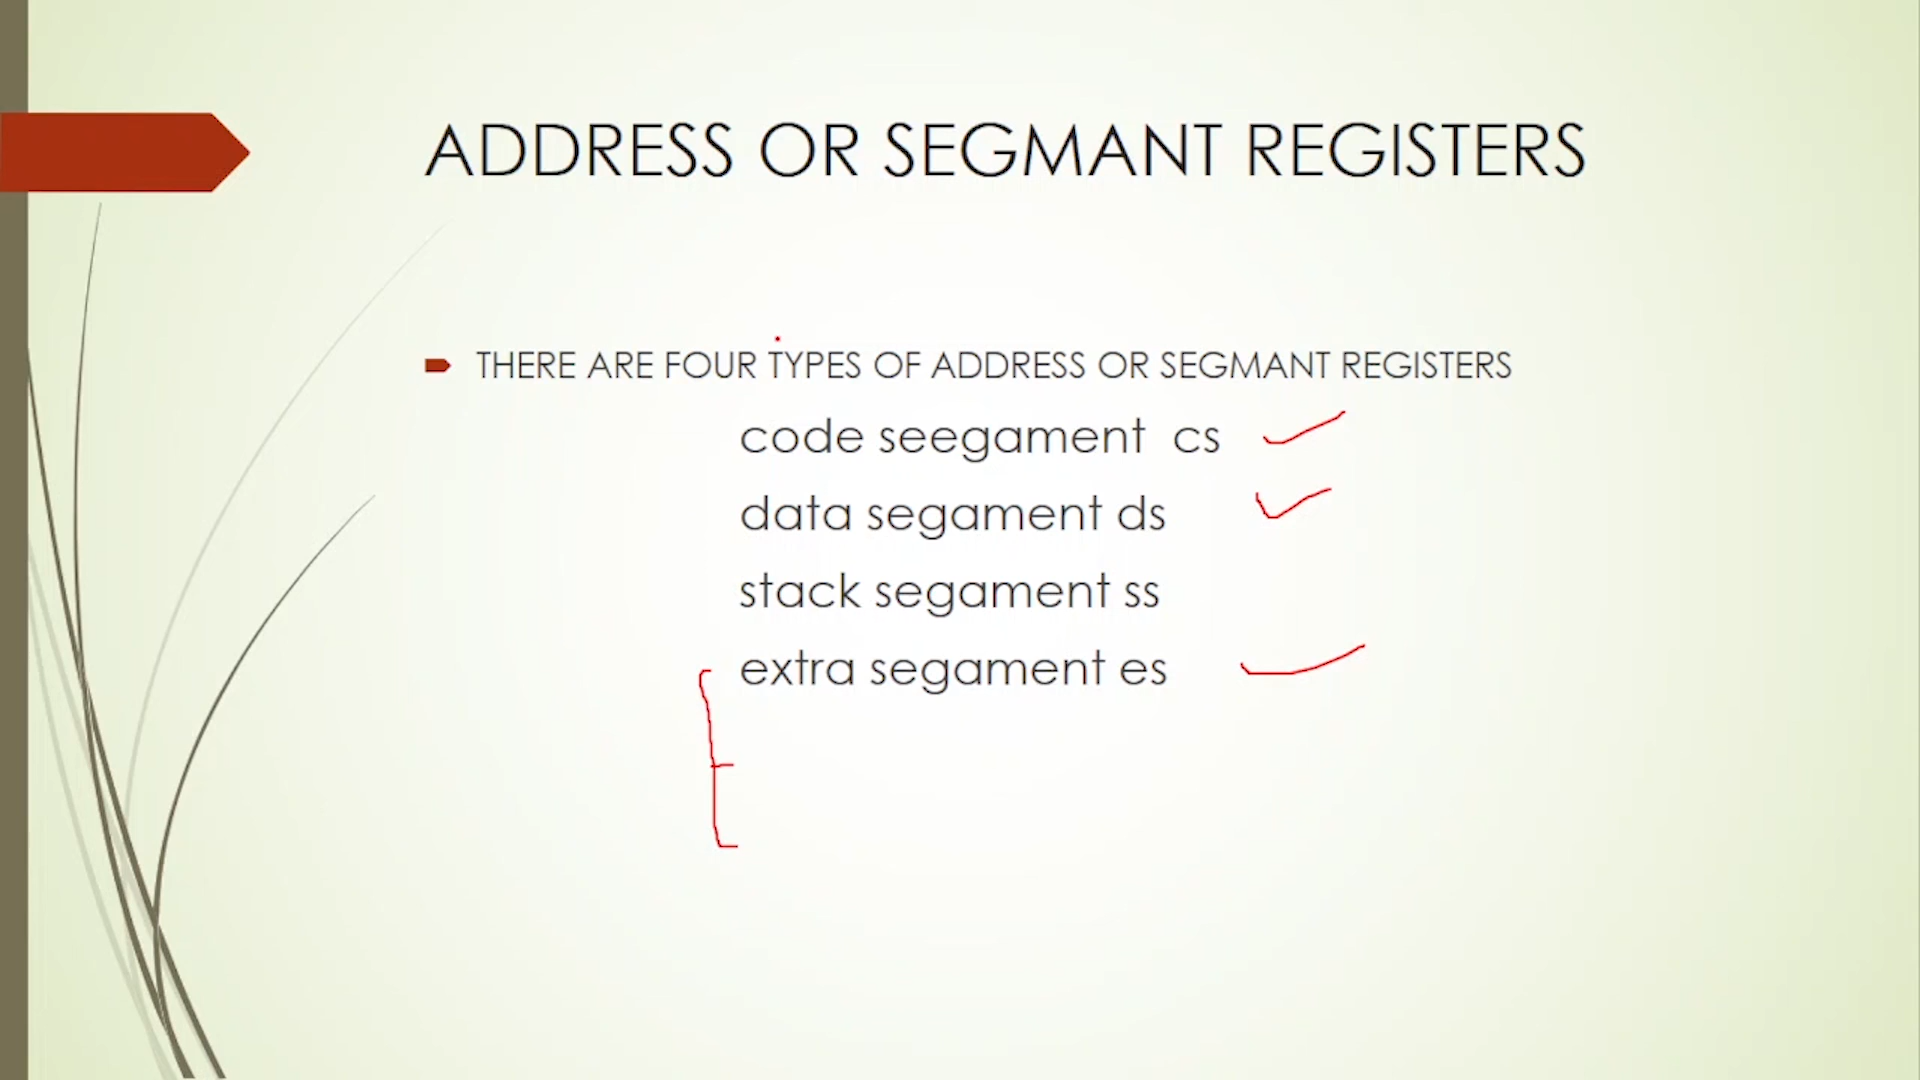 ADDRESS OR SEGMANT REGISTERS
THERE ARE FOUR TYPES OF ADDRESS OR SEGMANT REGISTERS
code seegament cs
data segament ds
stack segament ss
extra segament es